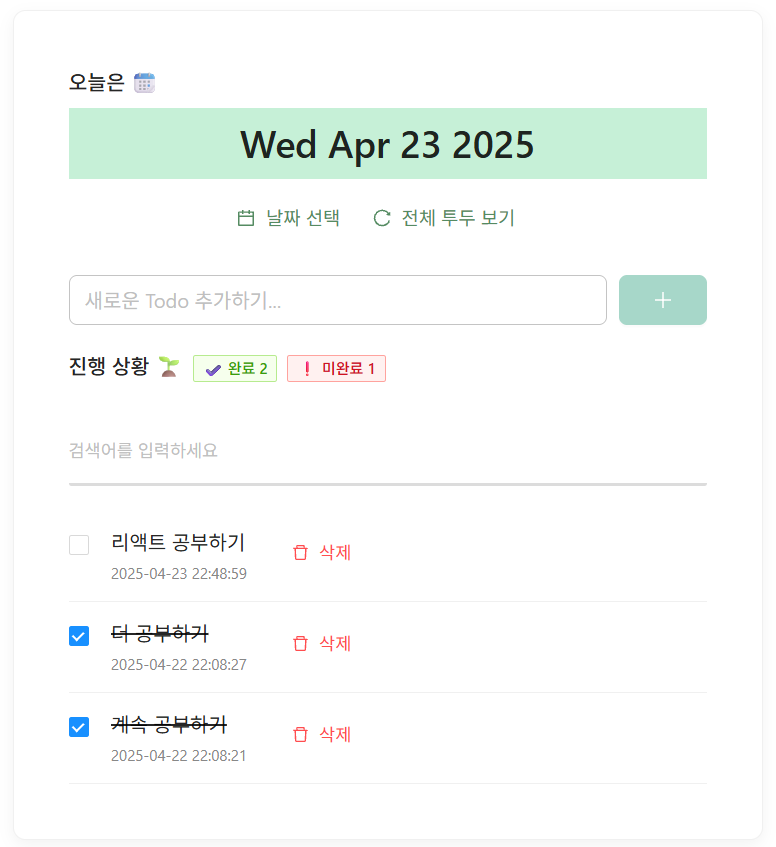 오늘은
Wed Apr 23 2025
날짜 선택 전체 투두 보기
새로운 Todo 추가하기...
진행 상황 완료 2 미완료 1
검색어를 입력하세요
리액트 공부하기
삭제
2025-04-23 22:48:59
더 공부하기
삭제
2025-04-22 22:08:27
계속 공부하기
삭제
2025-04-22 22:08:21